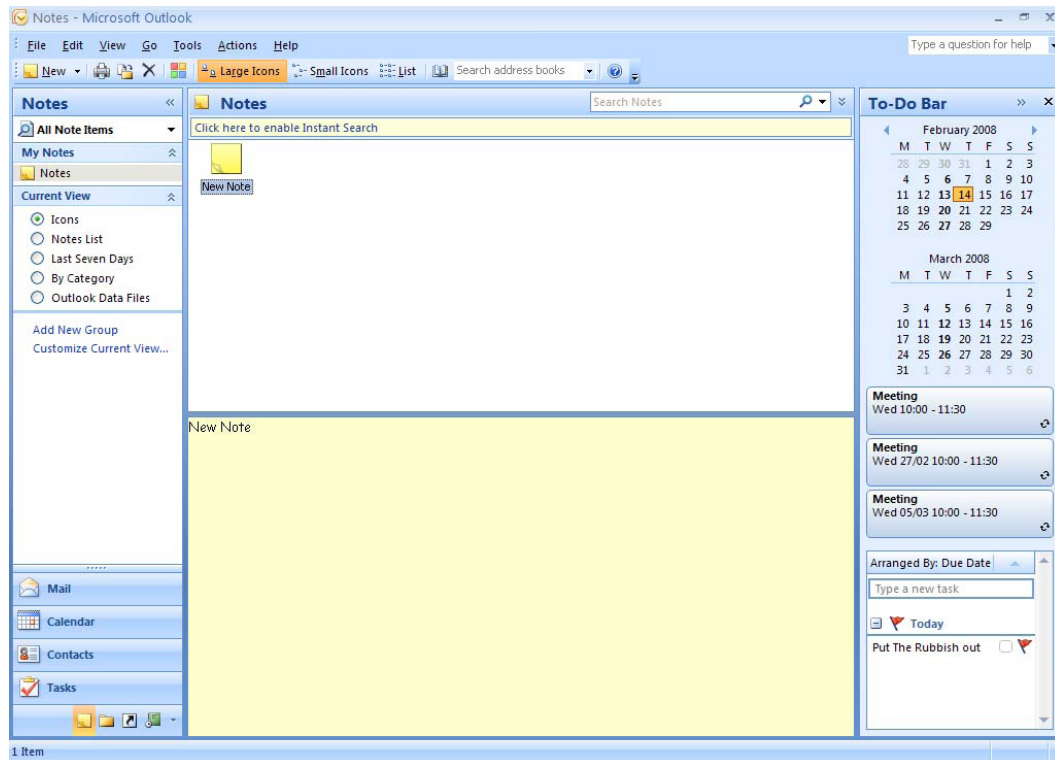 Notes - Microsoft Outlook
File Edit View Go Tools Actions Help
Type a question for help
New Large Icons Small Icons List Search address books
Notes
All Note Items
My Notes
Notes
Current View
Icons
Notes List
Last Seven Days
By Category
Outlook Data Files
Add New Group
Customize Current View...
Mail
Calendar
Contacts
Tasks
1 Item
Notes
Search Notes
Click here to enable Instant Search
New Note
New Note
To-Do Bar
February 2008
M T W T F S S
28 29 30 31 1 2 3
4 5 6 7 8 9 10
11 12 13 14 15 16 17
18 19 20 21 22 23 24
25 26 27 28 29
March 2008
M T W T F S S
1 2
3 4 5 6 7 8 9
10 11 12 13 14 15 16
17 18 19 20 21 22 23
24 25 26 27 28 29 30
31 1 2 3 4 5 6
Meeting
Wed 10:00 - 11:30
Meeting
Wed 27/02 10:00 - 11:30
Meeting
Wed 05/03 10:00 - 11:30
Arranged By: Due Date
Type a new task
Today
Put The Rubbish out